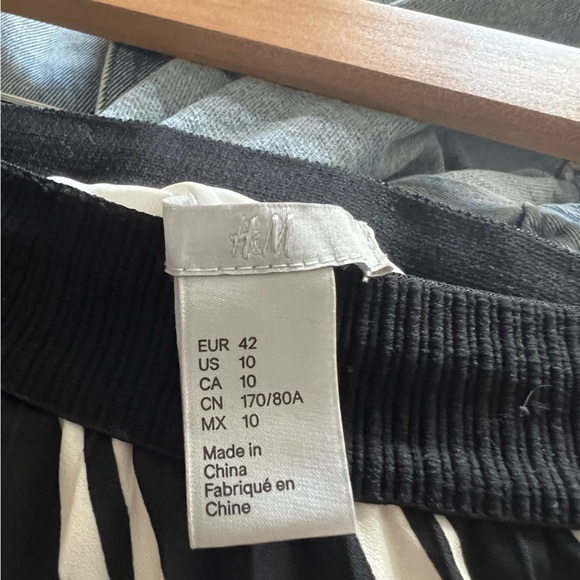 H&M
EUR 42
US 10
CA 10
CN 170/80A
MX 10
Made in
China
Fabriqué en
Chine